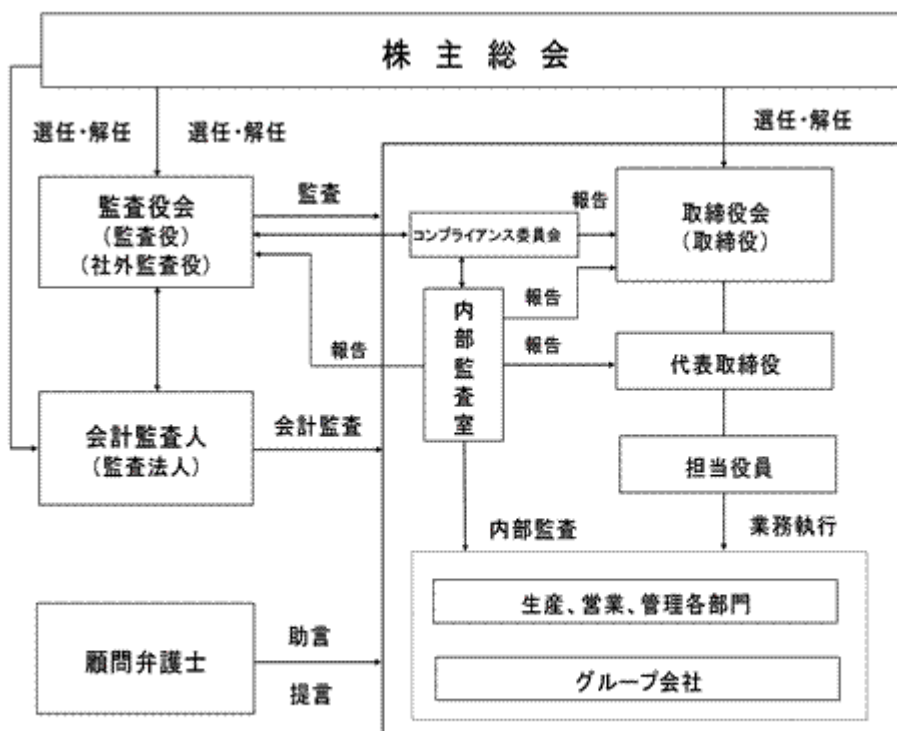 株主総会
選任・解任
選任・解任
選任・解任
監査役会
(監査役)
(社外監査役)
監査
コンプライアンス委員会
報告
取締役会
(取締役)
内部監査室
報告
報告
報告
代表取締役
会計監査人
(監査法人)
会計監査
担当役員
内部監査
業務執行
生産、営業、管理各部門
グループ会社
顧問弁護士
助言
提言